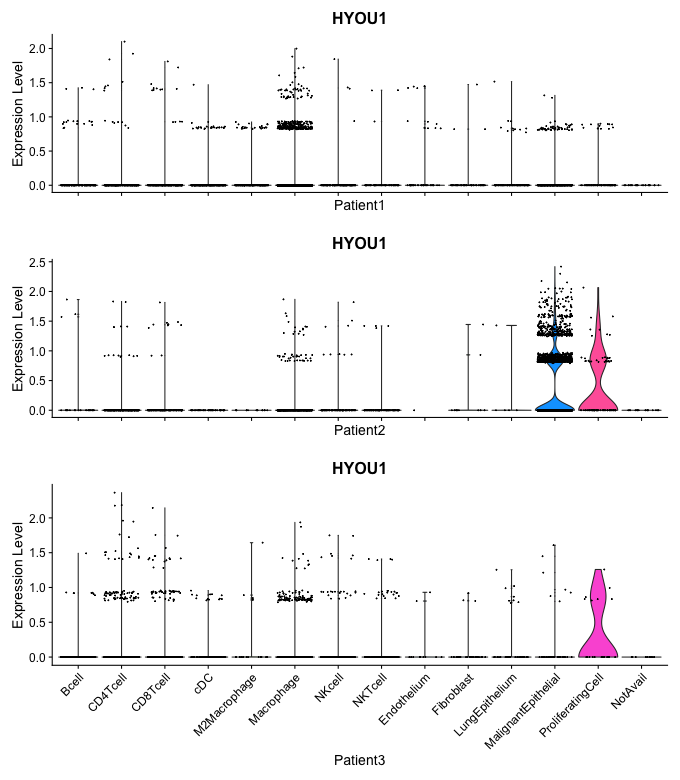 HYOU1
Expression Level
2.0
1.5
1.0
0.5
0.0
Patient1
HYOU1
Expression Level
2.5
2.0
1.5
1.0
0.5
0.0
Patient2
HYOU1
Expression Level
2.0
1.5
1.0
0.5
0.0
Bcell
CD4Tcell
CD8Tcell
cDC
M2Macrophage
Macrophage
NKcell
NKTcell
Endothelium
Fibroblast
LungEpithelium
MalignantEpithelial
ProliferatingCell
NotAvail
Patient3